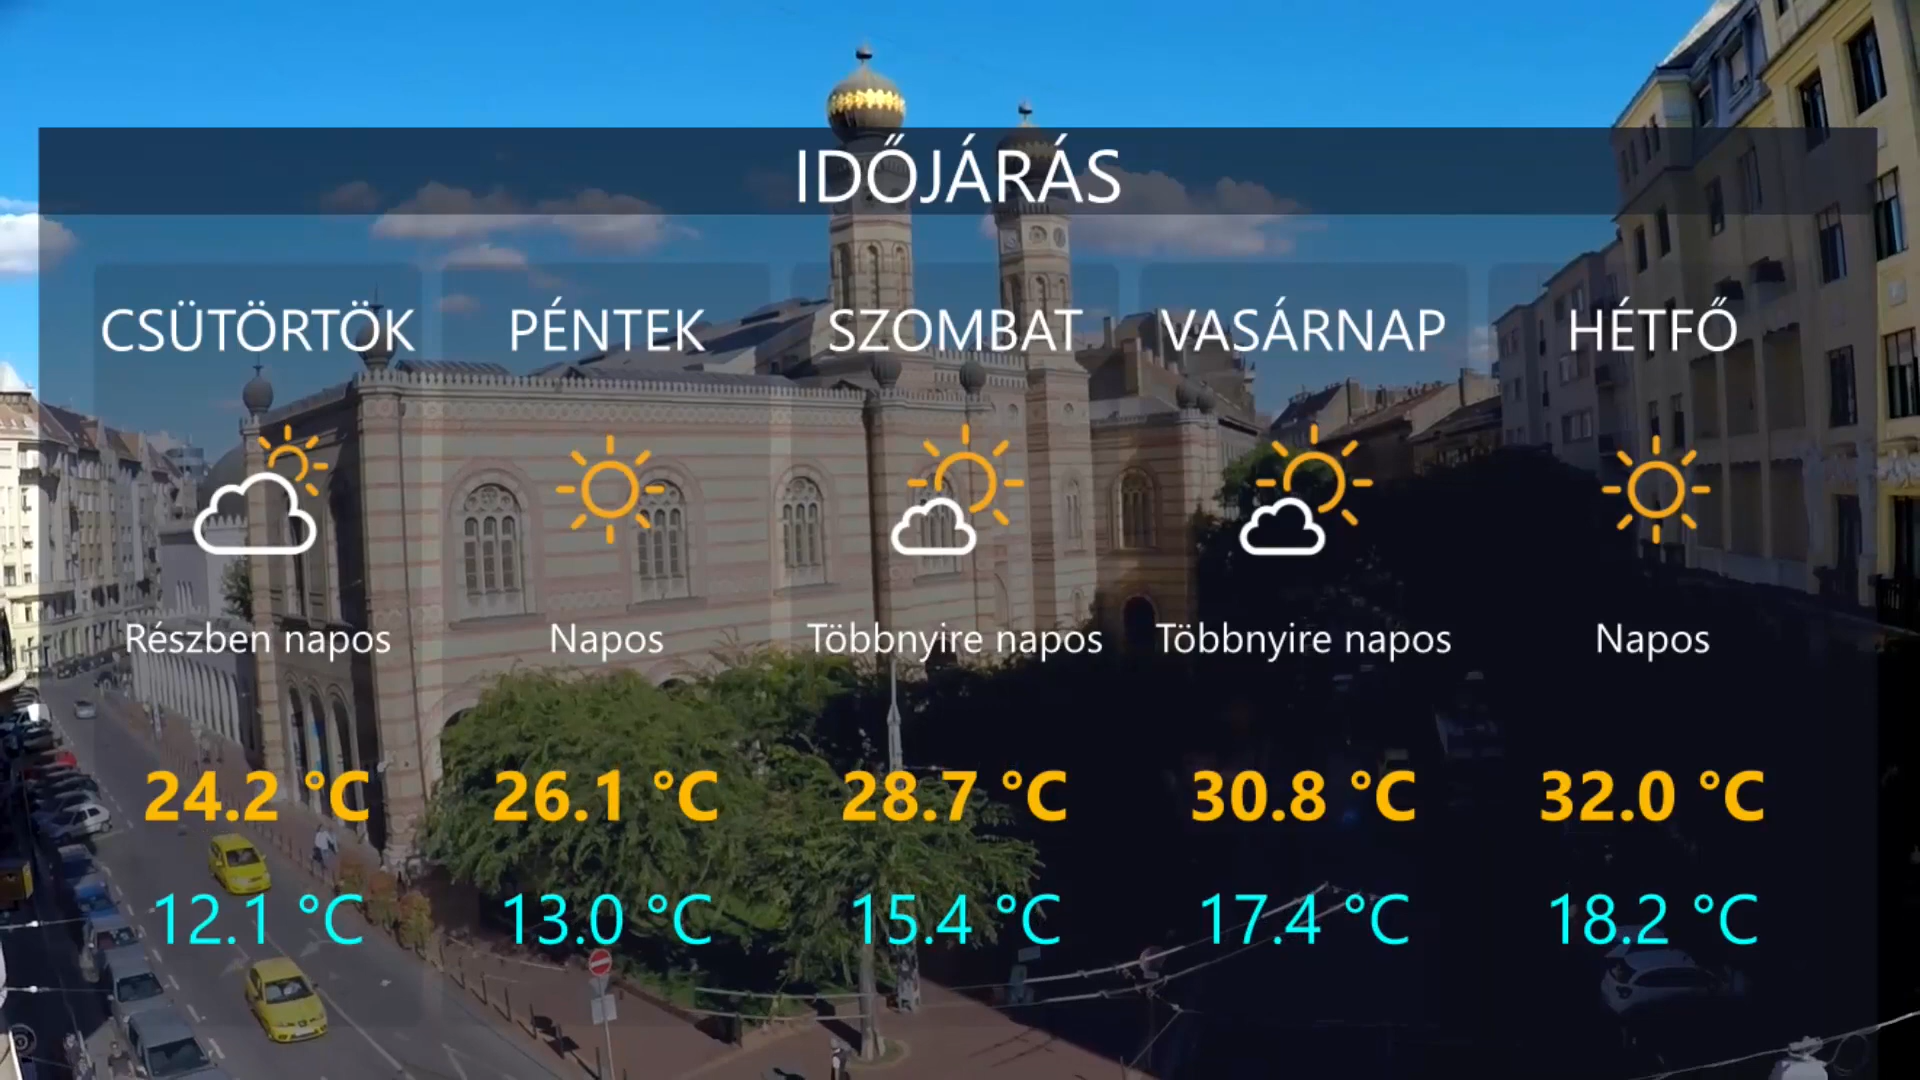 IDŐJÁRÁS
CSÜTÖRTÖK
Részben napos
24.2 °C
12.1 °C
PÉNTEK
Napos
26.1 °C
13.0 °C
SZOMBAT
Többnyire napos
28.7 °C
15.4 °C
VASÁRNAP
Többnyire napos
30.8 °C
17.4 °C
HÉTFŐ
Napos
32.0 °C
18.2 °C